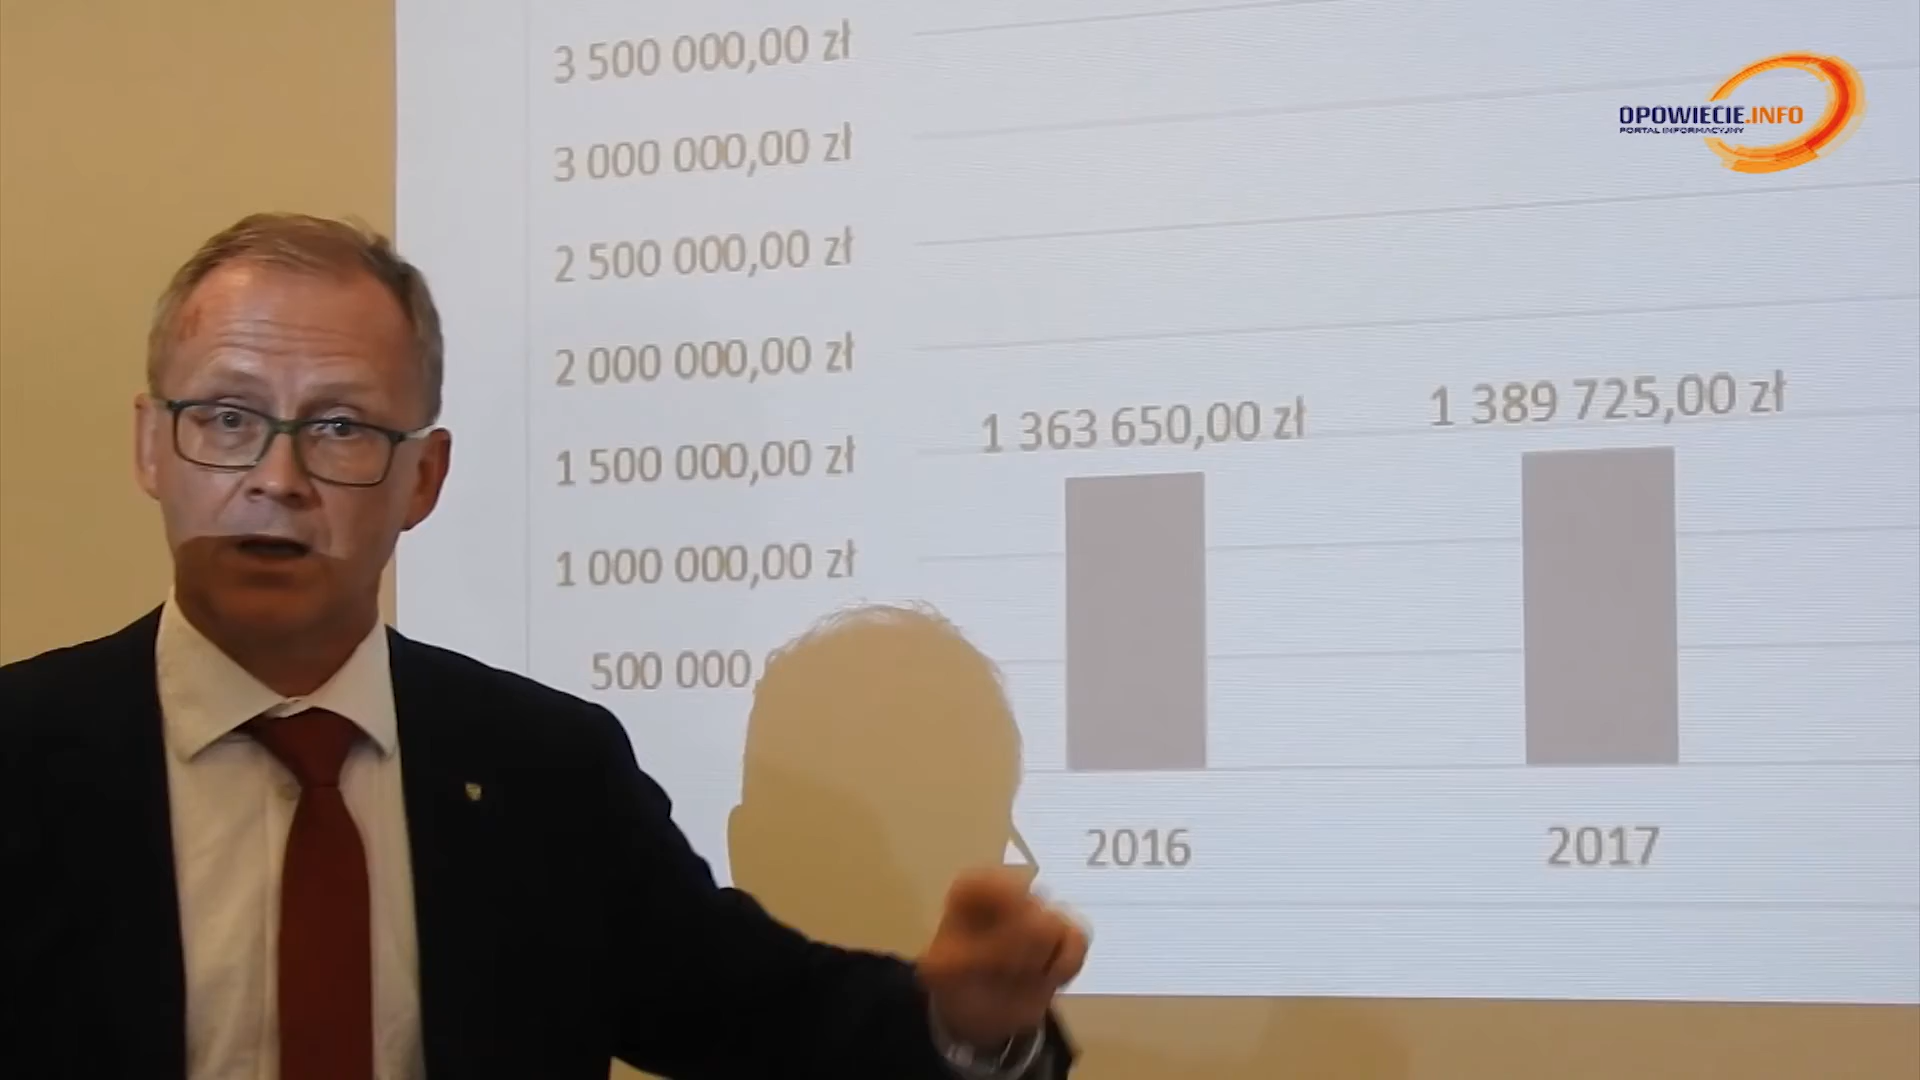 3 500 000,00 zł
3 000 000,00 zł
2 500 000,00 zł
2 000 000,00 zł
1 500 000,00 zł
1 000 000,00 zł
500 000,
1 363 650,00 zł
1 389 725,00 zł
2016
2017
OPOWIECIE.INFO
PORTAL INFORMACYJNY